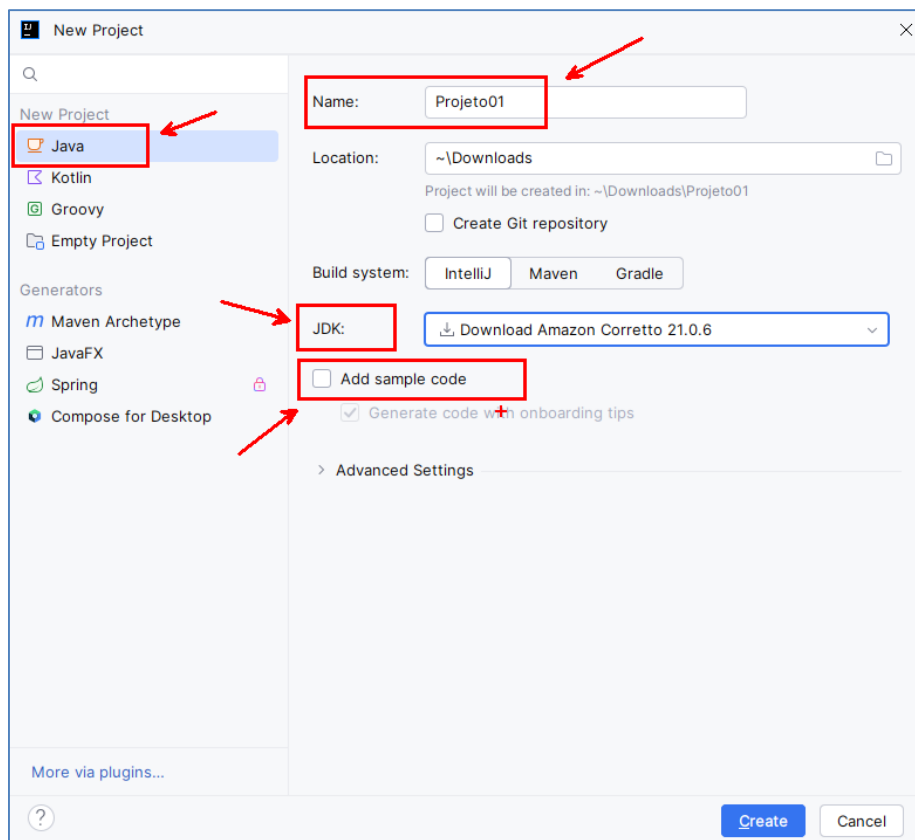 New Project
New Project
Java
Kotlin
Groovy
Empty Project
Generators
Maven Archetype
JavaFX
Spring
Compose for Desktop
More via plugins...
Name: Projeto01
Location: ~\Downloads
Project will be created in: ~\Downloads\Projeto01
Create Git repository
Build system: IntelliJ Maven Gradle
JDK: Download Amazon Corretto 21.0.6
Add sample code
Generate code with onboarding tips
Advanced Settings
?
Create Cancel